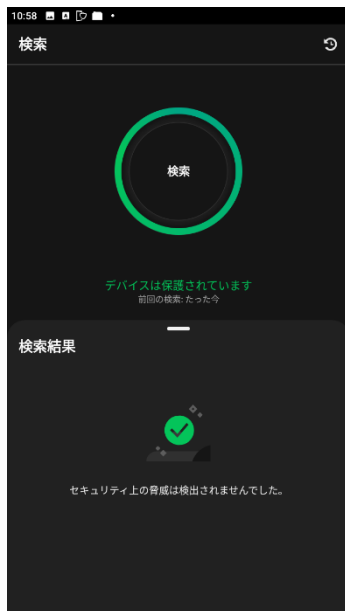 10:58
検索
検索
デバイスは保護されています
前回の検索: たった今
検索結果
セキュリティ上の脅威は検出されませんでした。